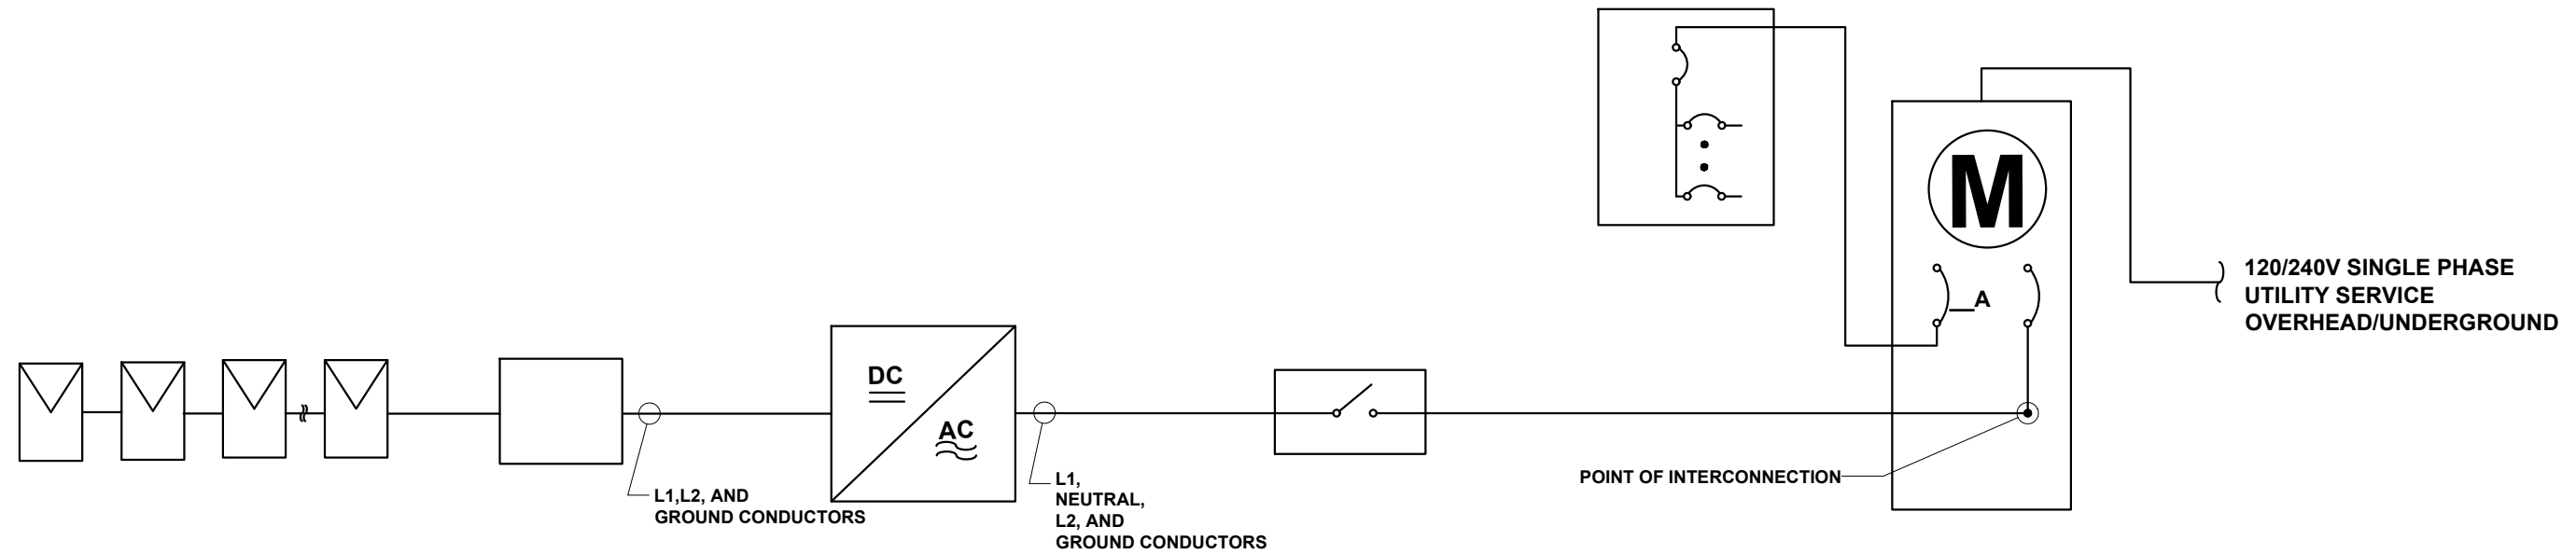 M
120/240V SINGLE PHASE
UTILITY SERVICE
OVERHEAD/UNDERGROUND
__A
DC
AC
L1,L2, AND
GROUND CONDUCTORS
L1,
NEUTRAL,
L2, AND
GROUND CONDUCTORS
POINT OF INTERCONNECTION